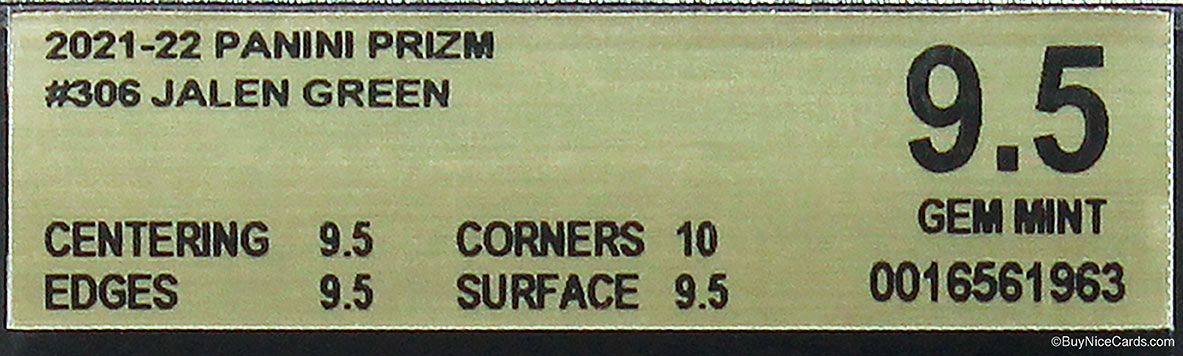 2021-22 PANINI PRIZM
#306 JALEN GREEN
9.5
GEM MINT
CENTERING 9.5 CORNERS 10
EDGES 9.5 SURFACE 9.5
0016561963
©BuyNiceCards.com